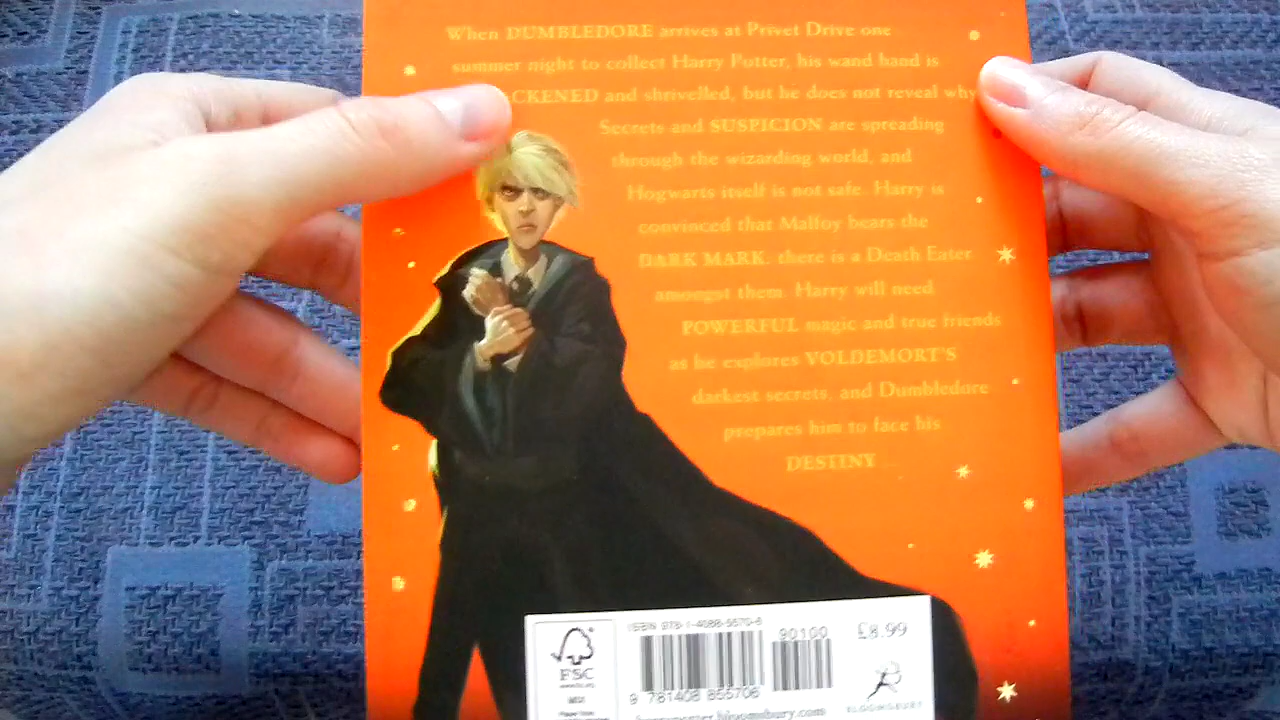 When DUMBLEDORE arrives at Privet Drive one
summer night to collect Harry Potter, his wand hand is
ACKENED and shrivelled, but he does not reveal why.
Secrets and SUSPICION are spreading
through the wizarding world, and
Hogwarts itself is not safe. Harry is
convinced that Malfoy bears the
DARK MARK: there is a Death Eater
amongst them. Harry will need
POWERFUL magic and true friends
as he explores VOLDEMORT'S
darkest secrets, and Dumbledore
prepares him to face his
DESTINY ...
ISBN 978-1-4088-5570-6
90100
£8.99
FSC
9 781408 855706
harrypotter.bloomsbury.com
BLOOMSBURY